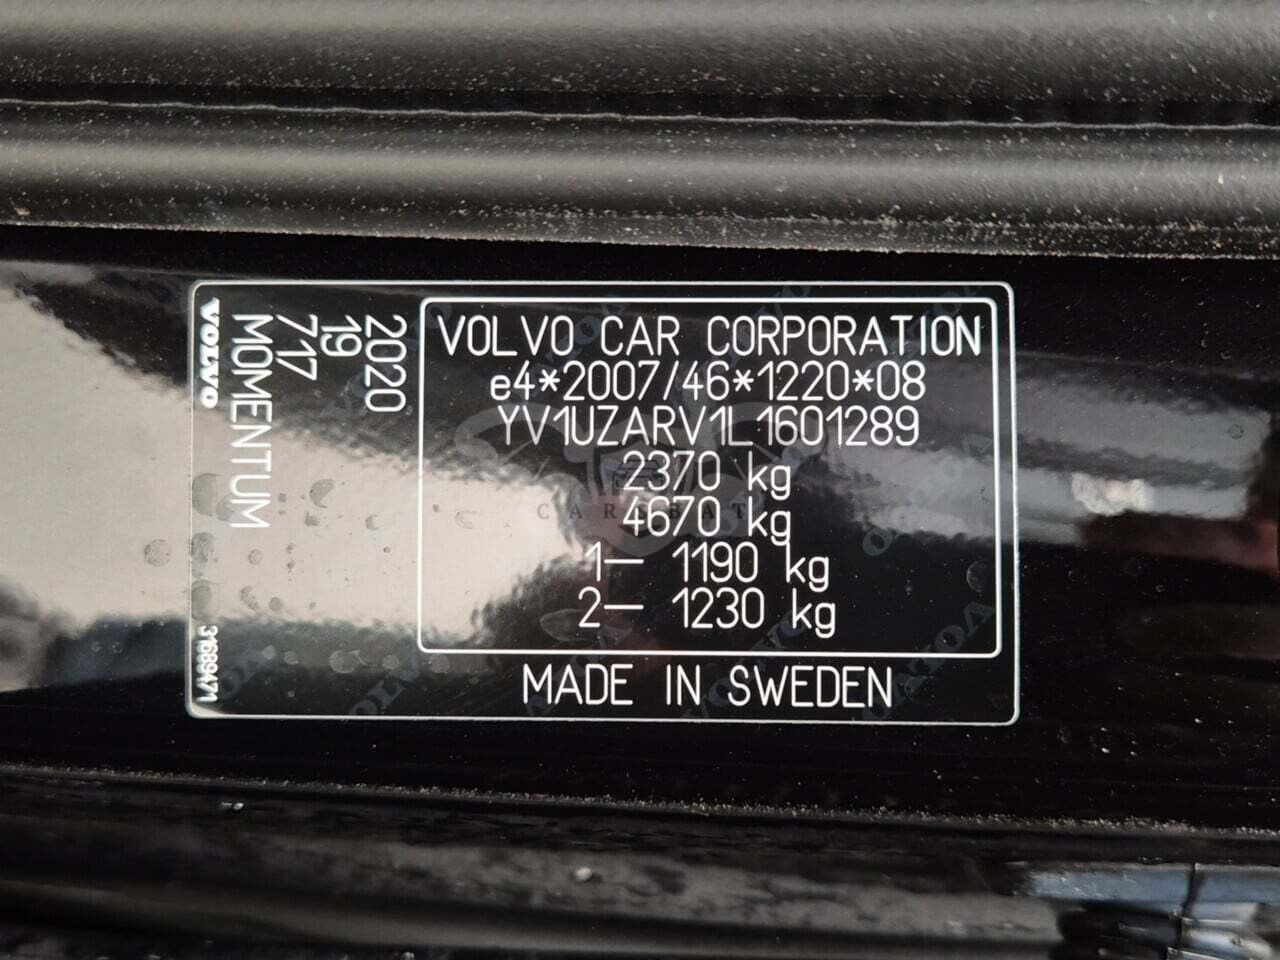 VOLVO CAR CORPORATION
e4*2007/46*1220*08
YV1UZARV1L1601289
2370 kg
4670 kg
1— 1190 kg
2— 1230 kg
MADE IN SWEDEN
2020
19
717
MOMENTUM
VOLVO
31689471
CARSBAT